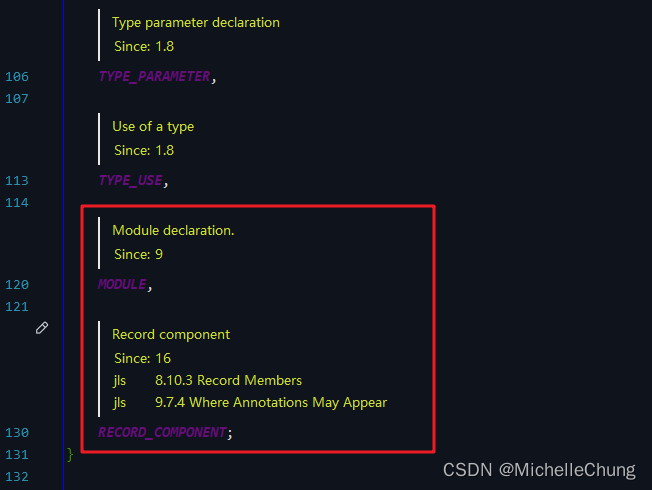 Type parameter declaration
Since: 1.8
106 TYPE_PARAMETER,
107
Use of a type
Since: 1.8
113 TYPE_USE,
114
Module declaration.
Since: 9
120 MODULE,
121
Record component
Since: 16
jls 8.10.3 Record Members
jls 9.7.4 Where Annotations May Appear
130 RECORD_COMPONENT;
131 }
132
CSDN @MichelleChung